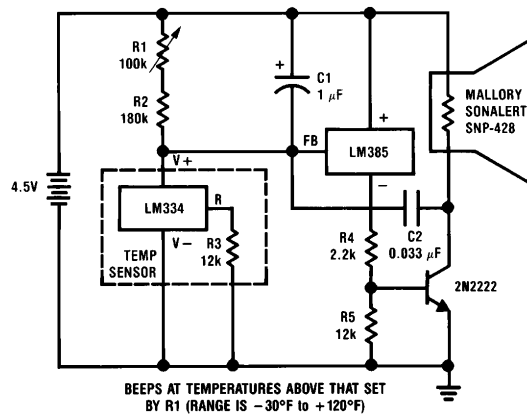 R1
100k
R2
180k
+
C1
1 μF
+
MALLORY
SONALERT
SNP-428
FB
LM385
−
V+
4.5V
LM334
R
V−
TEMP
SENSOR
R3
12k
R4
2.2k
C2
0.033 μF
2N2222
R5
12k
BEEPS AT TEMPERATURES ABOVE THAT SET
BY R1 (RANGE IS −30°F to +120°F)